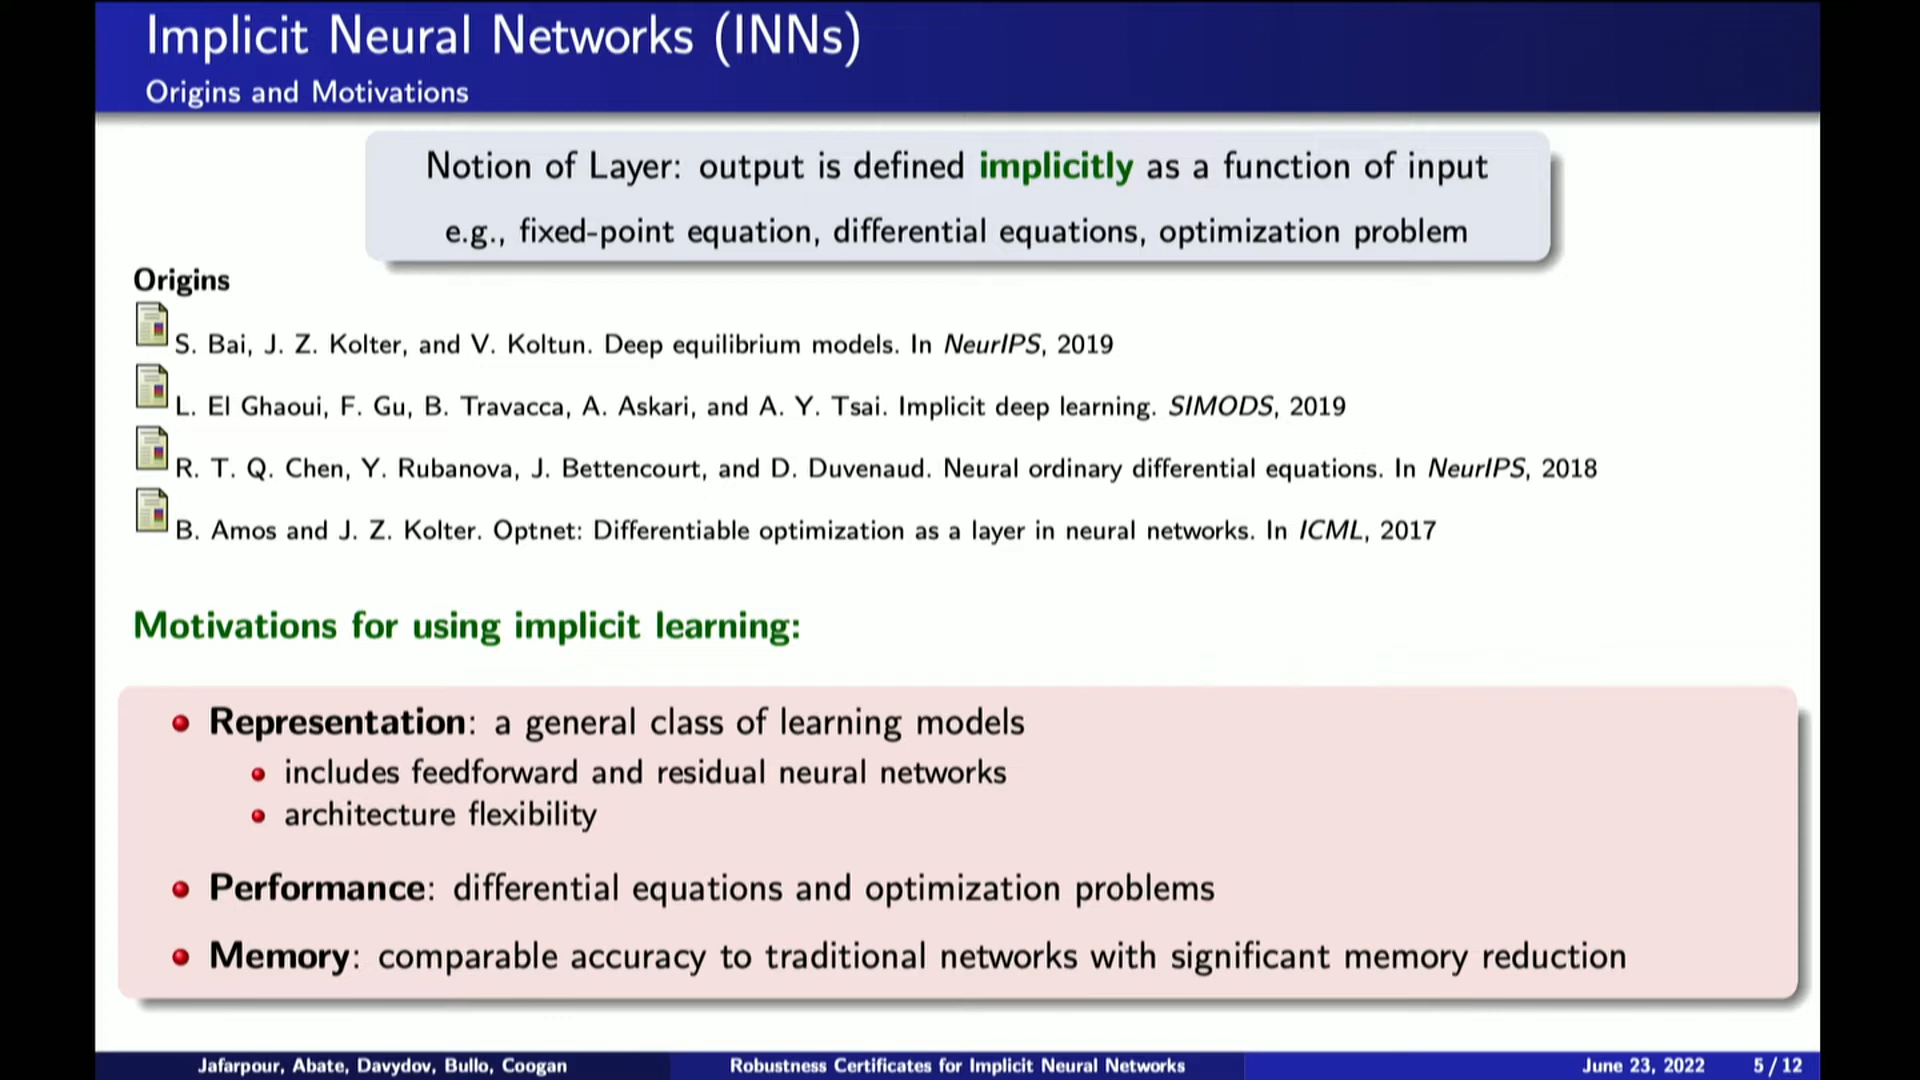 Implicit Neural Networks (INNs)
Origins and Motivations
Notion of Layer: output is defined implicitly as a function of input
e.g., fixed-point equation, differential equations, optimization problem
Origins
S. Bai, J. Z. Kolter, and V. Koltun. Deep equilibrium models. In NeurIPS, 2019
L. El Ghaoui, F. Gu, B. Travacca, A. Askari, and A. Y. Tsai. Implicit deep learning. SIMODS, 2019
R. T. Q. Chen, Y. Rubanova, J. Bettencourt, and D. Duvenaud. Neural ordinary differential equations. In NeurIPS, 2018
B. Amos and J. Z. Kolter. Optnet: Differentiable optimization as a layer in neural networks. In ICML, 2017
Motivations for using implicit learning:
• Representation: a general class of learning models
• includes feedforward and residual neural networks
• architecture flexibility
• Performance: differential equations and optimization problems
• Memory: comparable accuracy to traditional networks with significant memory reduction
Jafarpour, Abate, Davydov, Bullo, Coogan Robustness Certificates for Implicit Neural Networks June 23, 2022 5 / 12